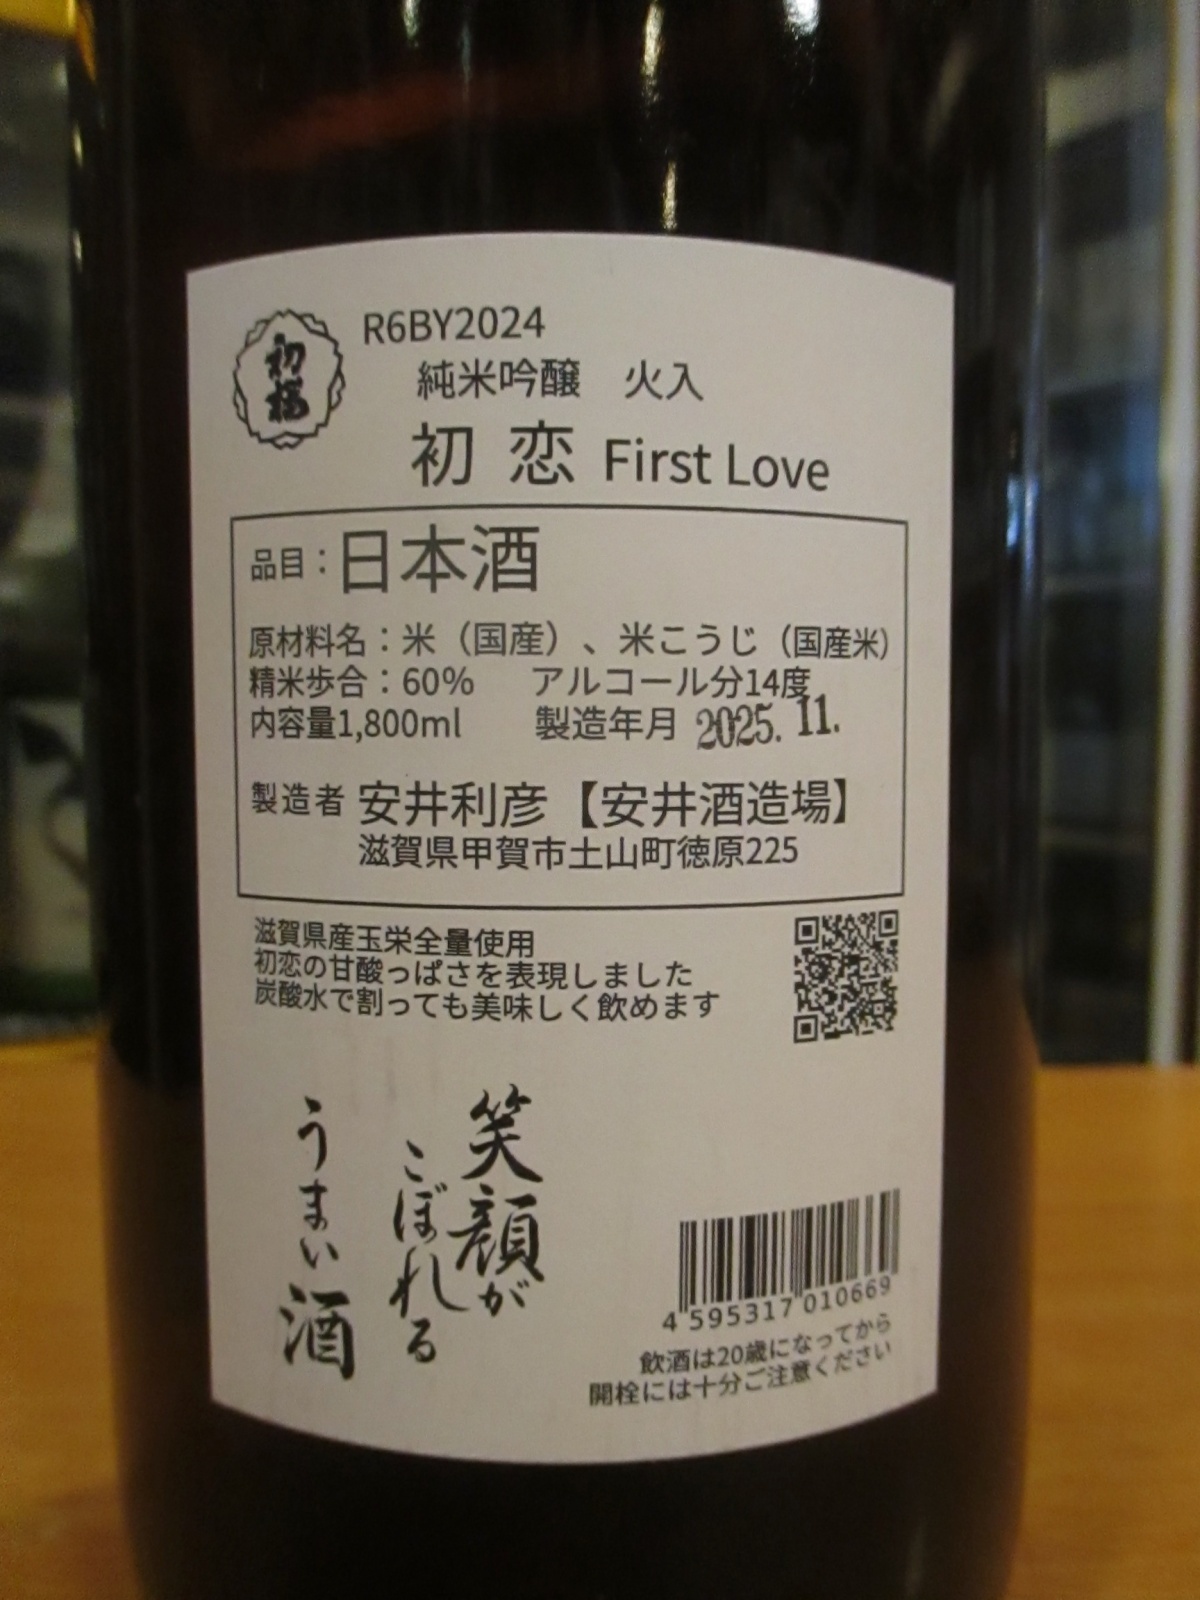 初桜
R6BY2024
純米吟醸　火入
初恋 First Love
品目：日本酒
原材料名：米（国産）、米こうじ（国産米）
精米歩合：60%　アルコール分14度
内容量1,800ml　製造年月 2025. 11.
製造者 安井利彦【安井酒造場】
滋賀県甲賀市土山町徳原225
滋賀県産玉栄全量使用
初恋の甘酸っぱさを表現しました
炭酸水で割っても美味しく飲めます
笑顔が
こぼれる
うまい酒
4 595317 010669
飲酒は20歳になってから
開栓には十分ご注意ください